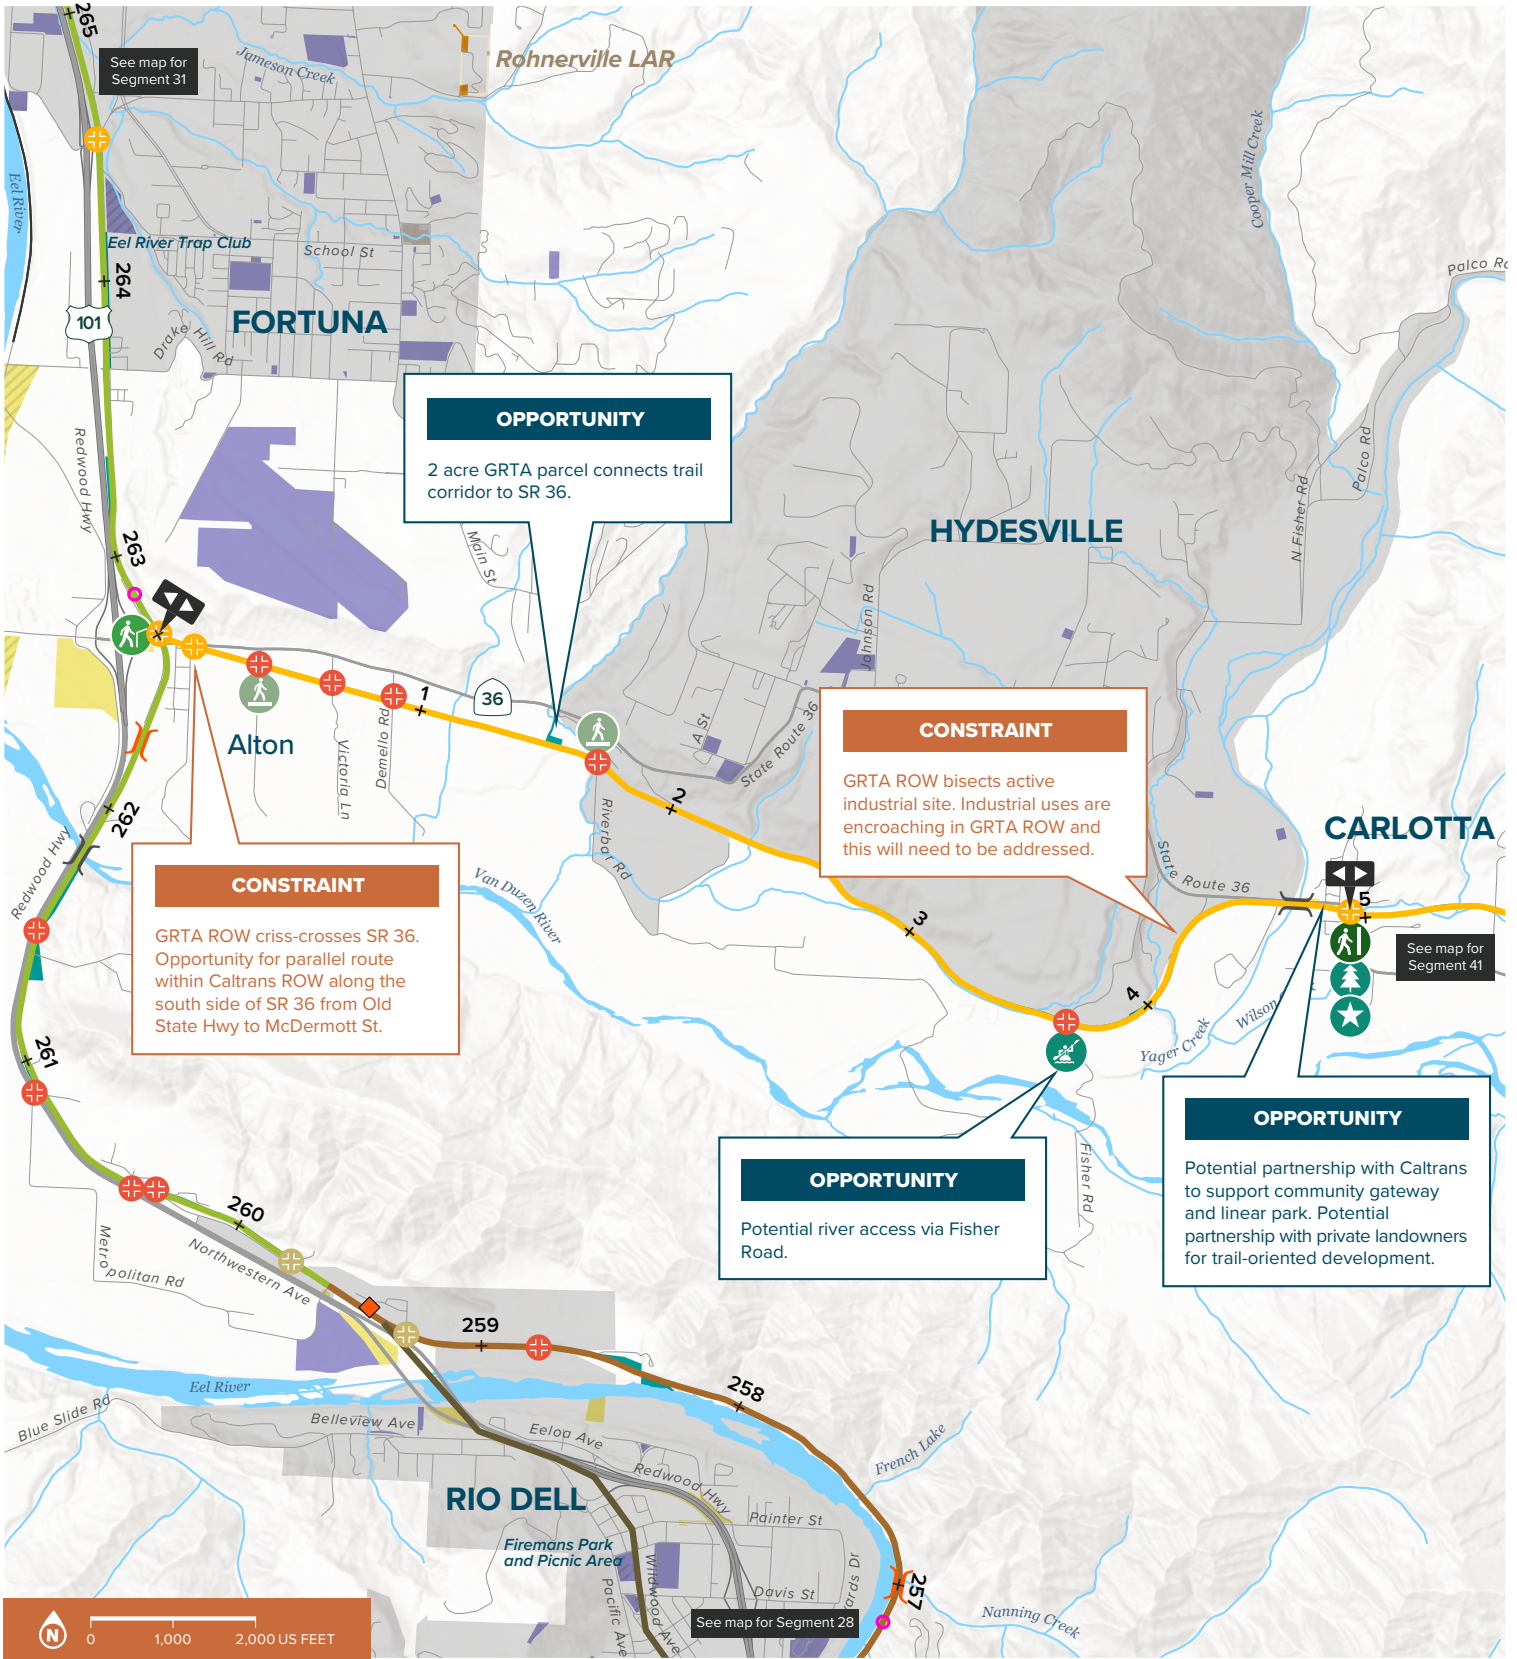 265
See map for
Segment 31
Jameson Creek
Rohnerville LAR
Cooper Mill Creek
Eel River
Eel River Trap Club
School St
264
101
FORTUNA
Drake Hill Rd
Palco Rd
OPPORTUNITY
2 acre GRTA parcel connects trail
corridor to SR 36.
Redwood Hwy
Main St
HYDESVILLE
N Fisher Rd
Palco Rd
263
Johnson Rd
36
1
Alton
Victoria Ln
Demello Rd
A St
State Route 36
CONSTRAINT
GRTA ROW bisects active
industrial site. Industrial uses are
encroaching in GRTA ROW and
this will need to be addressed.
2
Riverbar Rd
262
Redwood Hwy
CARLOTTA
State Route 36
CONSTRAINT
GRTA ROW criss-crosses SR 36.
Opportunity for parallel route
within Caltrans ROW along the
south side of SR 36 from Old
State Hwy to McDermott St.
Van Duzen River
3
5
See map for
Segment 41
4
Wilson
Yager Creek
261
OPPORTUNITY
Potential river access via Fisher
Road.
Fisher Rd
OPPORTUNITY
Potential partnership with Caltrans
to support community gateway
and linear park. Potential
partnership with private landowners
for trail-oriented development.
260
Metropolitan Rd
Northwestern Ave
259
258
Eel River
Blue Slide Rd
Belleview Ave
Eeloa Ave
French Lake
Redwood Hwy
RIO DELL
Painter St
Firemans Park
and Picnic Area
Pacific Ave
Wildwood Ave
Davis St
257
Nanning Creek
See map for Segment 28
N
0 1,000 2,000 US FEET